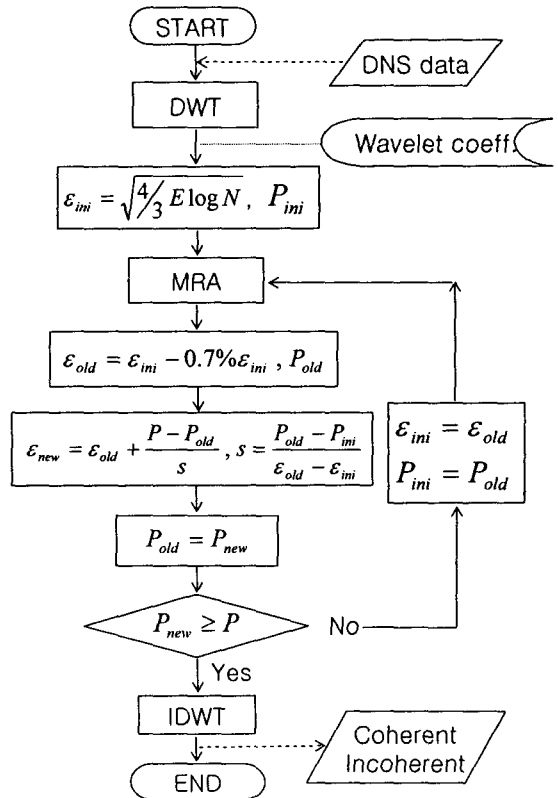 START
DNS data
DWT
Wavelet coeff.
ε_ini = √(4/3 E log N), P_ini
MRA
ε_old = ε_ini − 0.7%ε_ini , P_old
ε_new = ε_old + (P − P_old)/s , s = (P_old − P_ini)/(ε_old − ε_ini)
ε_ini = ε_old
P_ini = P_old
P_old = P_new
P_new ≥ P
No
Yes
IDWT
Coherent
Incoherent
END